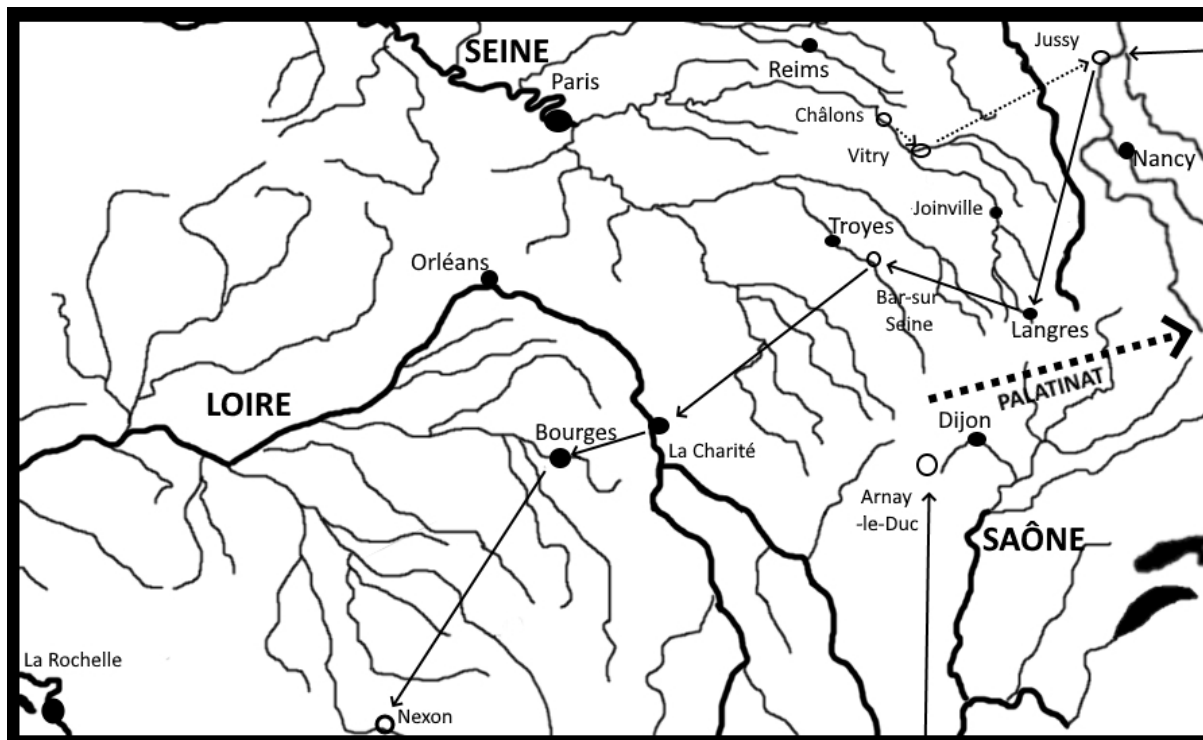 Jussy
SEINE
Paris
Reims
Châlons
Vitry
Nancy
Joinville
Troyes
Orléans
Bar-sur
Seine
Langres
PALATINAT
LOIRE
Dijon
Bourges
La Charité
Arnay
-le-Duc
SAÔNE
La Rochelle
Nexon